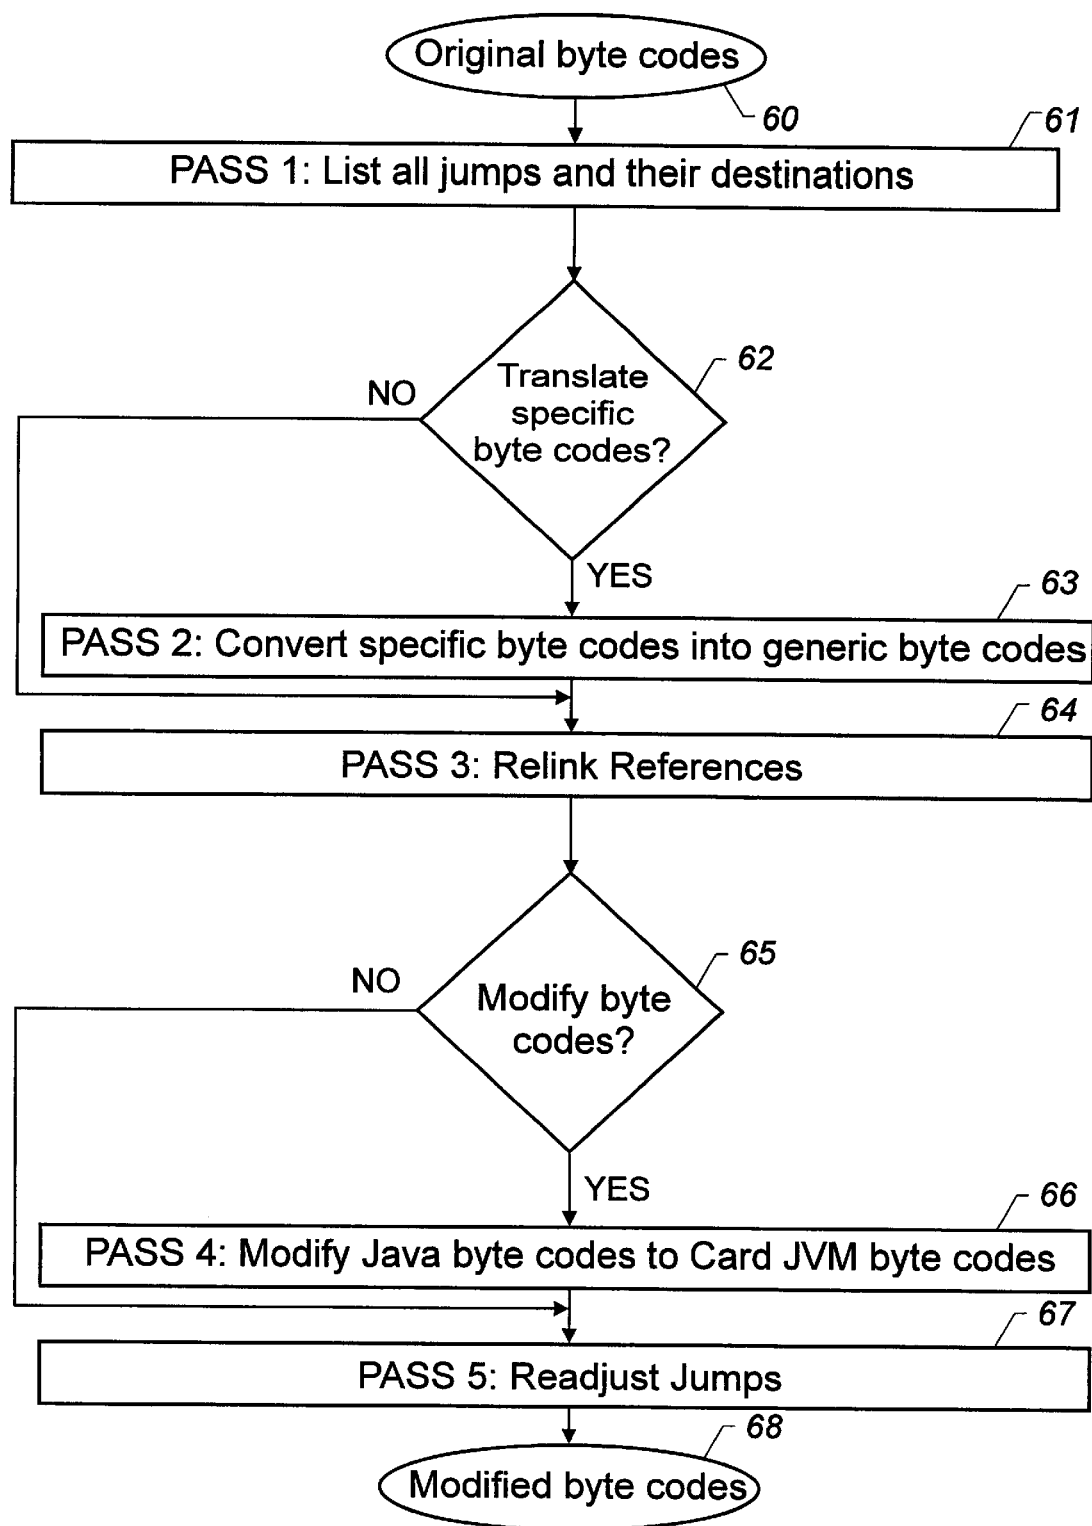 Original byte codes
60
61
PASS 1: List all jumps and their destinations
62
Translate
specific
byte codes?
NO
YES
63
PASS 2: Convert specific byte codes into generic byte codes
64
PASS 3: Relink References
65
NO
Modify byte
codes?
YES
66
PASS 4: Modify Java byte codes to Card JVM byte codes
67
PASS 5: Readjust Jumps
68
Modified byte codes